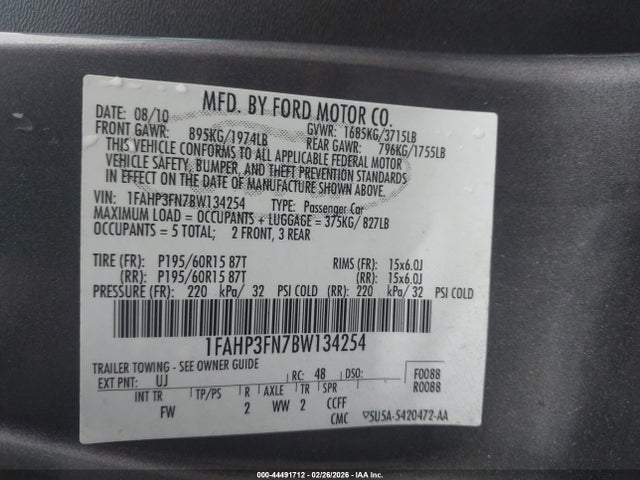 MFD. BY FORD MOTOR CO.
DATE: 08/10
FRONT GAWR: 895KG/1974LB GVWR: 1685KG/3715LB
REAR GAWR: 796KG/1755LB
THIS VEHICLE CONFORMS TO ALL APPLICABLE FEDERAL MOTOR
VEHICLE SAFETY, BUMPER, AND THEFT PREVENTION STANDARDS
IN EFFECT ON THE DATE OF MANUFACTURE SHOWN ABOVE.
VIN: 1FAHP3FN7BW134254 TYPE: Passenger Car
MAXIMUM LOAD = OCCUPANTS + LUGGAGE = 375KG/ 827LB
OCCUPANTS = 5 TOTAL; 2 FRONT, 3 REAR
TIRE (FR): P195/60R15 87T RIMS (FR): 15x6.0J
(RR): P195/60R15 87T (RR): 15x6.0J
PRESSURE (FR): 220 kPa/ 32 PSI COLD (RR): 220 kPa/ 32 PSI COLD
1FAHP3FN7BW134254
TRAILER TOWING - SEE OWNER GUIDE
EXT PNT: UJ RC: 48 DSO: F0088
R0088
INT TR TP/PS R AXLE TR SPR
FW 2 WW 2 CCFF
CMC ▽5U5A-5420472-AA
000-44491712 - 02/26/2026 - IAAI Inc.